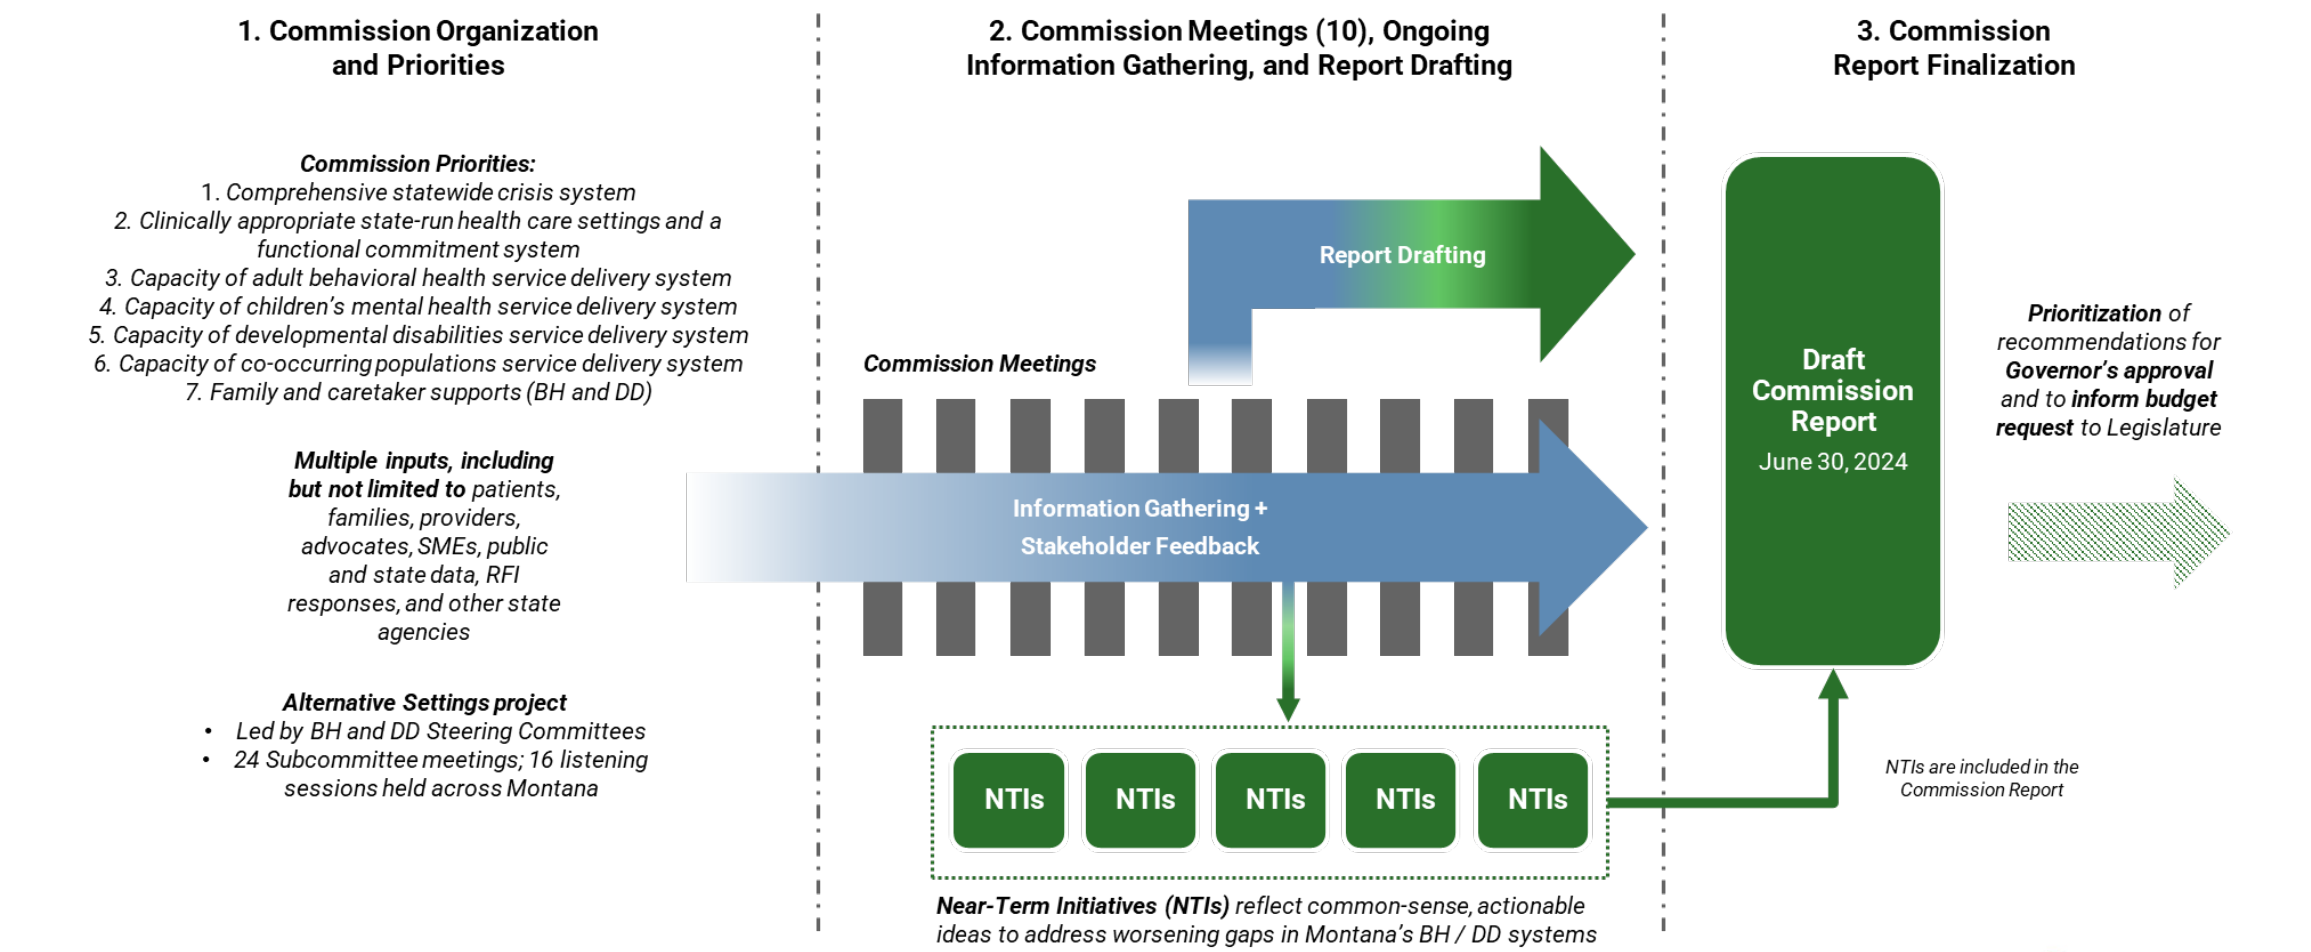 1. Commission Organization
and Priorities
Commission Priorities:
1. Comprehensive statewide crisis system
2. Clinically appropriate state-run health care settings and a
functional commitment system
3. Capacity of adult behavioral health service delivery system
4. Capacity of children's mental health service delivery system
5. Capacity of developmental disabilities service delivery system
6. Capacity of co-occurring populations service delivery system
7. Family and caretaker supports (BH and DD)
Multiple inputs, including
but not limited to patients,
families, providers,
advocates, SMEs, public
and state data, RFI
responses, and other state
agencies
Alternative Settings project
• Led by BH and DD Steering Committees
• 24 Subcommittee meetings; 16 listening
sessions held across Montana
2. Commission Meetings (10), Ongoing
Information Gathering, and Report Drafting
Report Drafting
Commission Meetings
Information Gathering +
Stakeholder Feedback
NTIs
NTIs
NTIs
NTIs
NTIs
Near-Term Initiatives (NTIs) reflect common-sense, actionable
ideas to address worsening gaps in Montana's BH / DD systems
3. Commission
Report Finalization
Draft
Commission
Report
June 30, 2024
Prioritization of
recommendations for
Governor's approval
and to inform budget
request to Legislature
NTIs are included in the
Commission Report